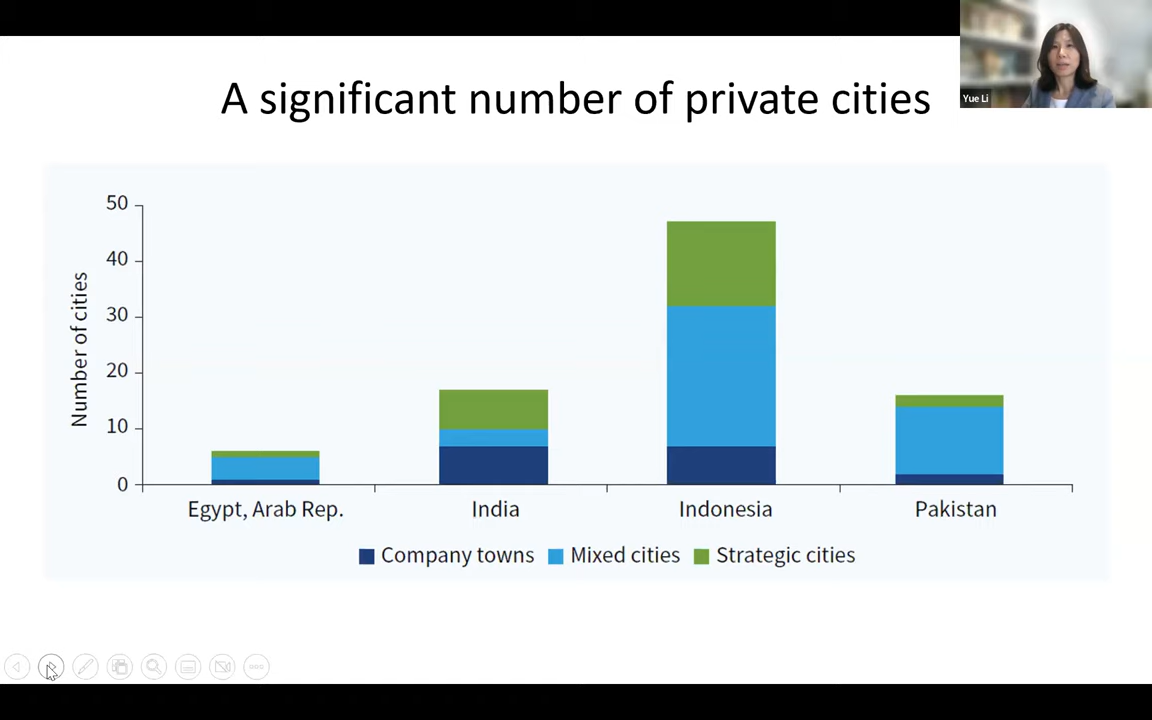 A significant number of private cities
Yue Li
50
40
30
20
10
0
Number of cities
Egypt, Arab Rep. India Indonesia Pakistan
Company towns Mixed cities Strategic cities